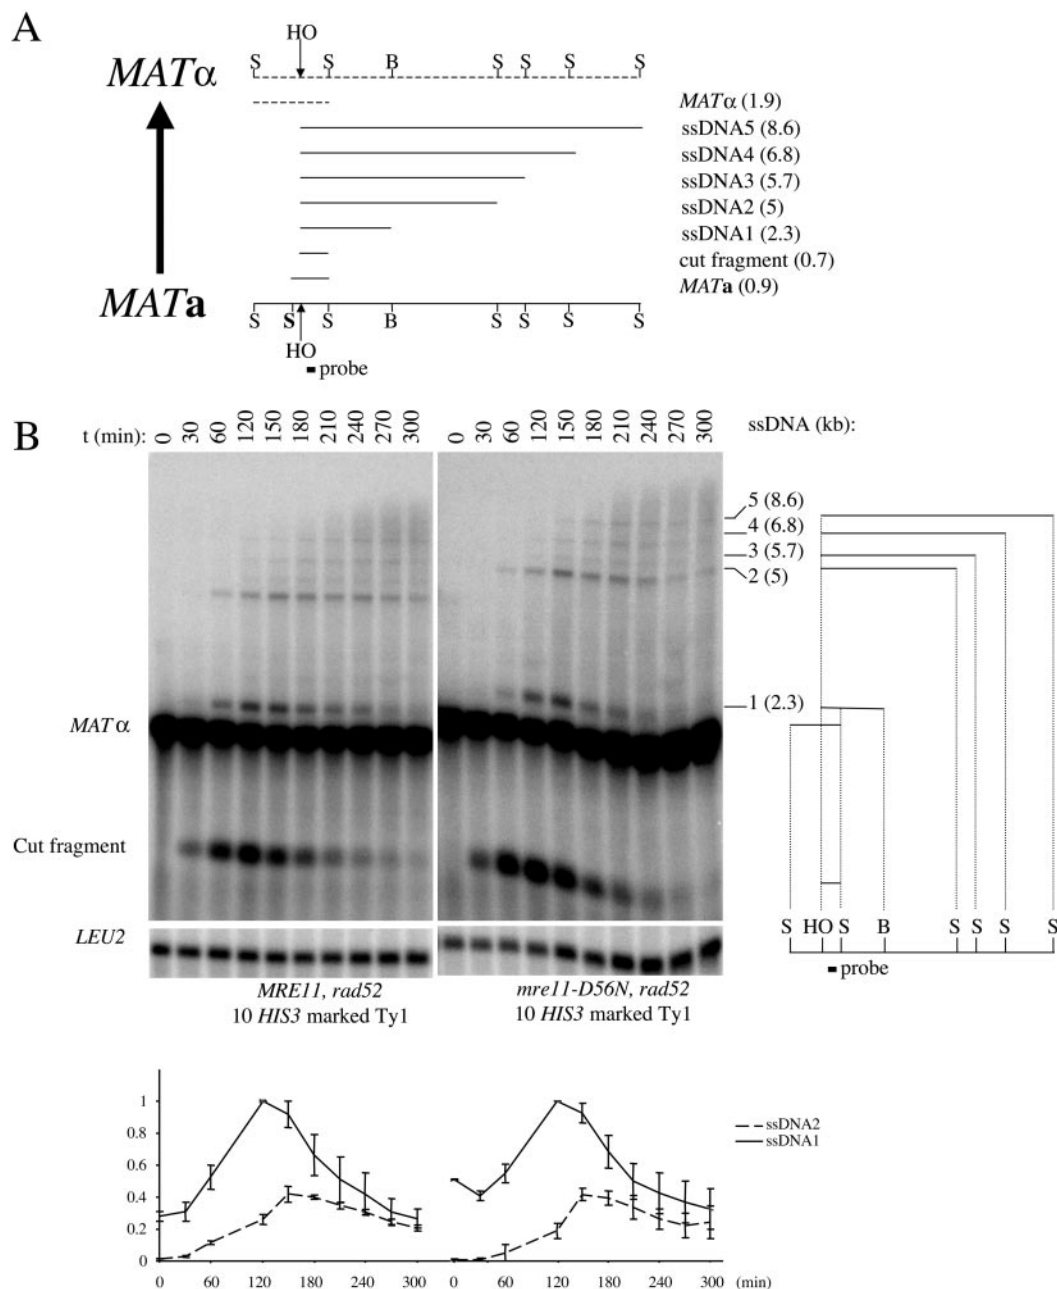 A
HO
S S B S S S S
MATα
MATα (1.9)
ssDNA5 (8.6)
ssDNA4 (6.8)
ssDNA3 (5.7)
ssDNA2 (5)
ssDNA1 (2.3)
cut fragment (0.7)
MATa (0.9)
MATa
S S S B S S S S
HO
probe
B
t (min): 0 30 60 120 150 180 210 240 270 300
0 30 60 120 150 180 210 240 270 300
ssDNA (kb):
5 (8.6)
4 (6.8)
3 (5.7)
2 (5)
1 (2.3)
MATα
Cut fragment
S HO S B S S S S
probe
LEU2
MRE11, rad52
10 HIS3 marked Ty1
mre11-D56N, rad52
10 HIS3 marked Ty1
1
0.8
0.6
0.4
0.2
0
ssDNA2
ssDNA1
0 60 120 180 240 300 0 60 120 180 240 300 (min)